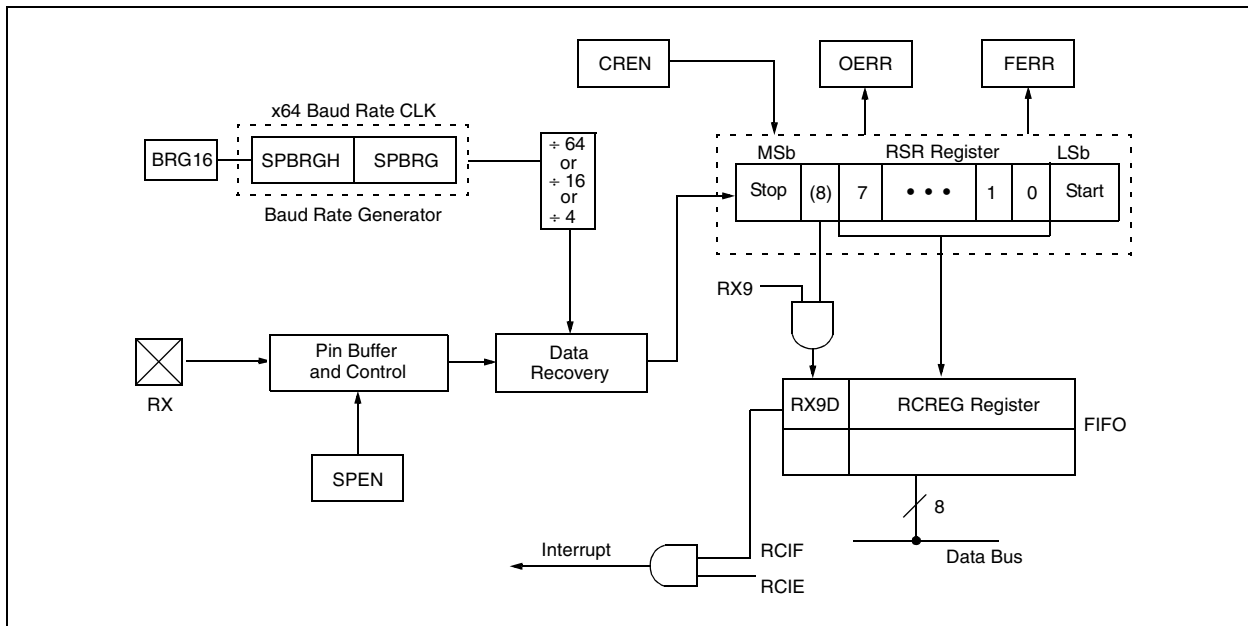 CREN
OERR
FERR
x64 Baud Rate CLK
BRG16
SPBRGH
SPBRG
Baud Rate Generator
÷ 64
or
÷ 16
or
÷ 4
MSb
RSR Register
LSb
Stop
(8)
7
• • •
1
0
Start
RX9
RX
Pin Buffer
and Control
Data
Recovery
SPEN
RX9D
RCREG Register
FIFO
8
Data Bus
Interrupt
RCIF
RCIE